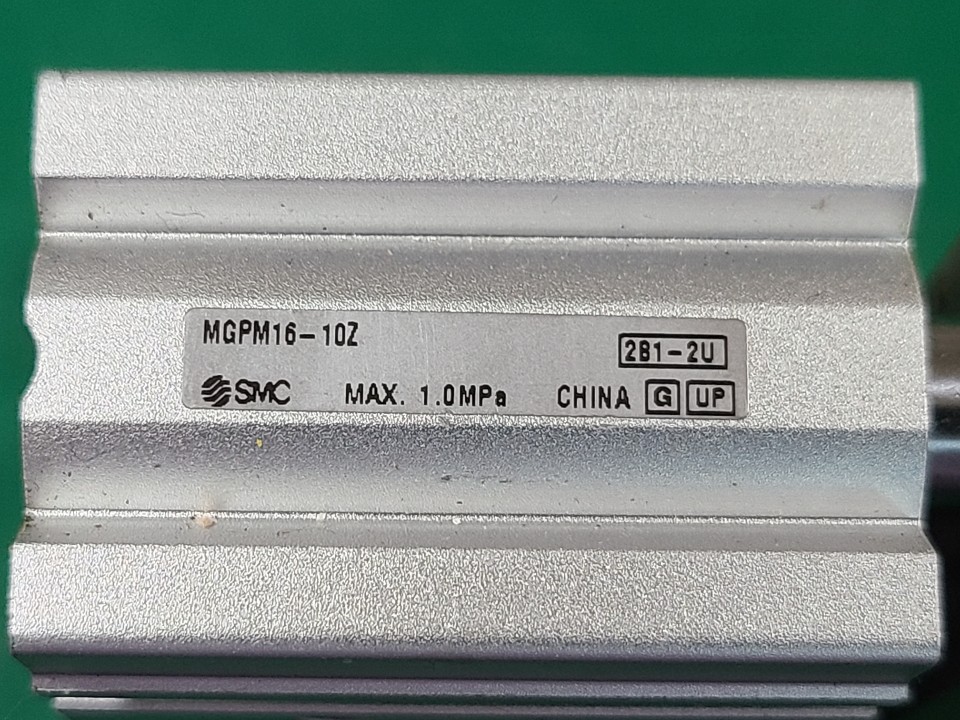 MGPM16-10Z
2B1-2U
SMC MAX. 1.0MPa CHINA G UP